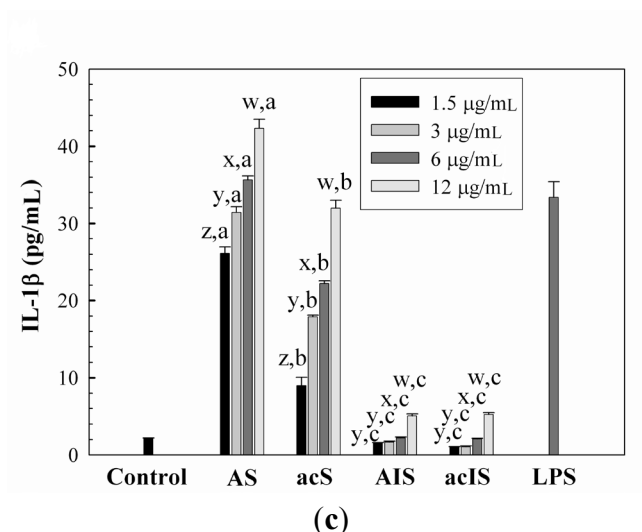 50
40
30
20
10
0
IL-1β (pg/mL)
1.5 μg/mL
3 μg/mL
6 μg/mL
12 μg/mL
z,a
y,a
x,a
w,a
z,b
y,b
x,b
w,b
y,c
y,c
x,c
w,c
y,c
y,c
x,c
w,c
Control AS acS AIS acIS LPS
(c)